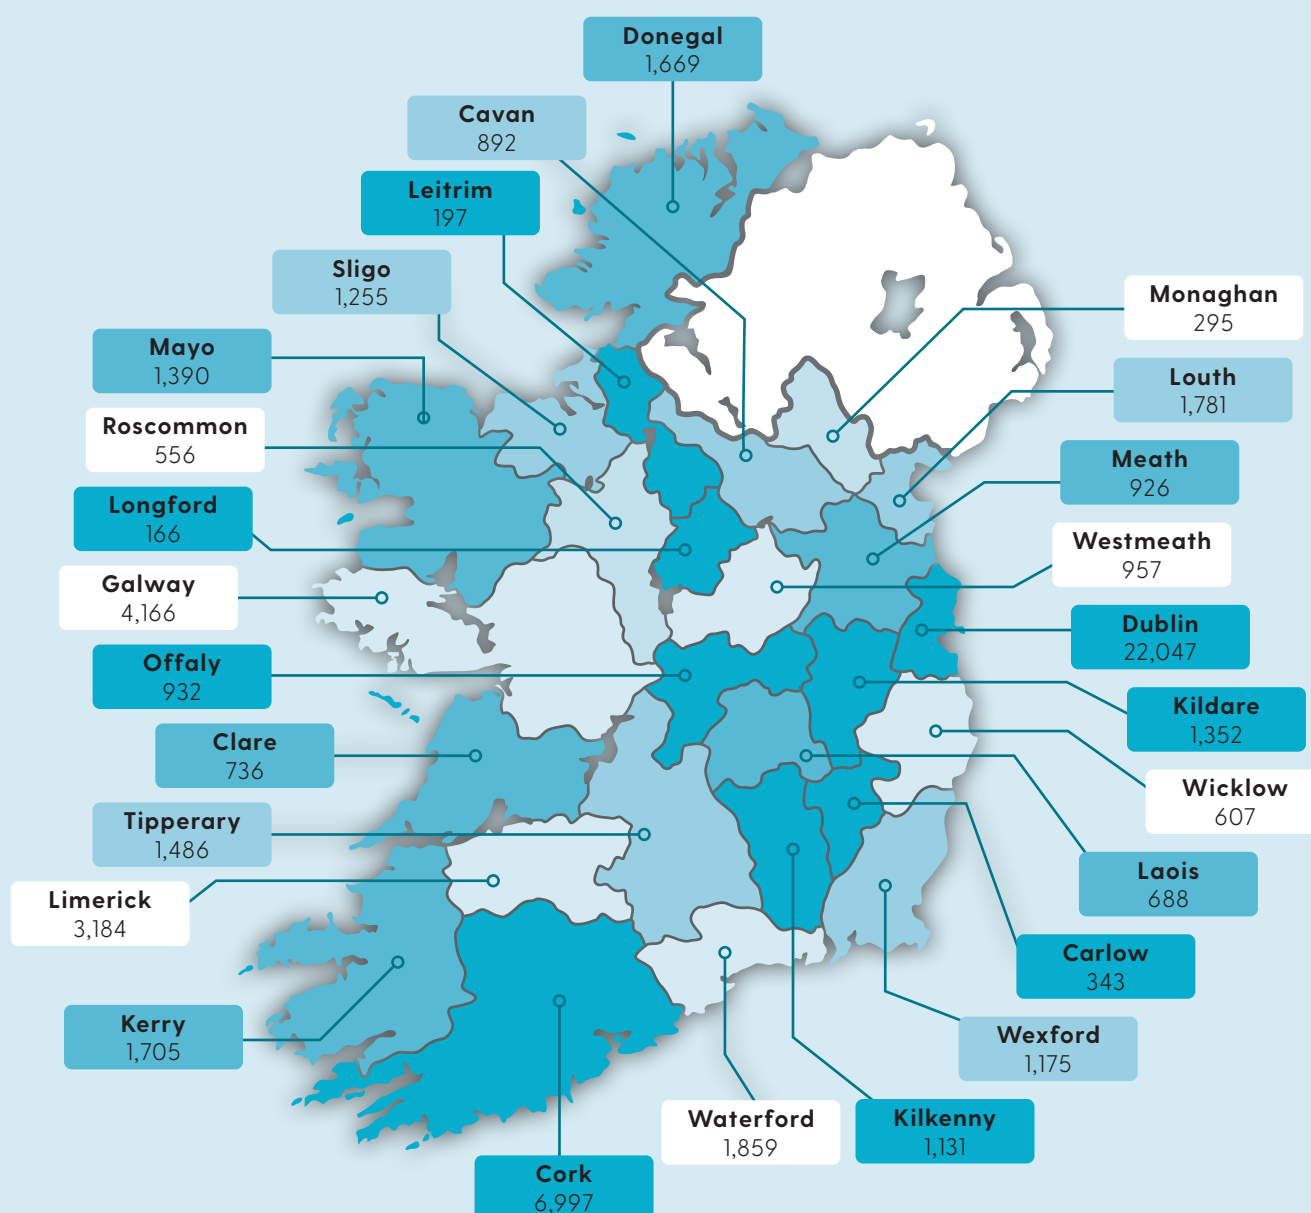 Donegal
1,669
Cavan
892
Leitrim
197
Sligo
1,255
Monaghan
295
Mayo
1,390
Louth
1,781
Roscommon
556
Meath
926
Longford
166
Westmeath
957
Galway
4,166
Dublin
22,047
Offaly
932
Kildare
1,352
Clare
736
Wicklow
607
Tipperary
1,486
Laois
688
Limerick
3,184
Carlow
343
Kerry
1,705
Wexford
1,175
Waterford
1,859
Kilkenny
1,131
Cork
6,997